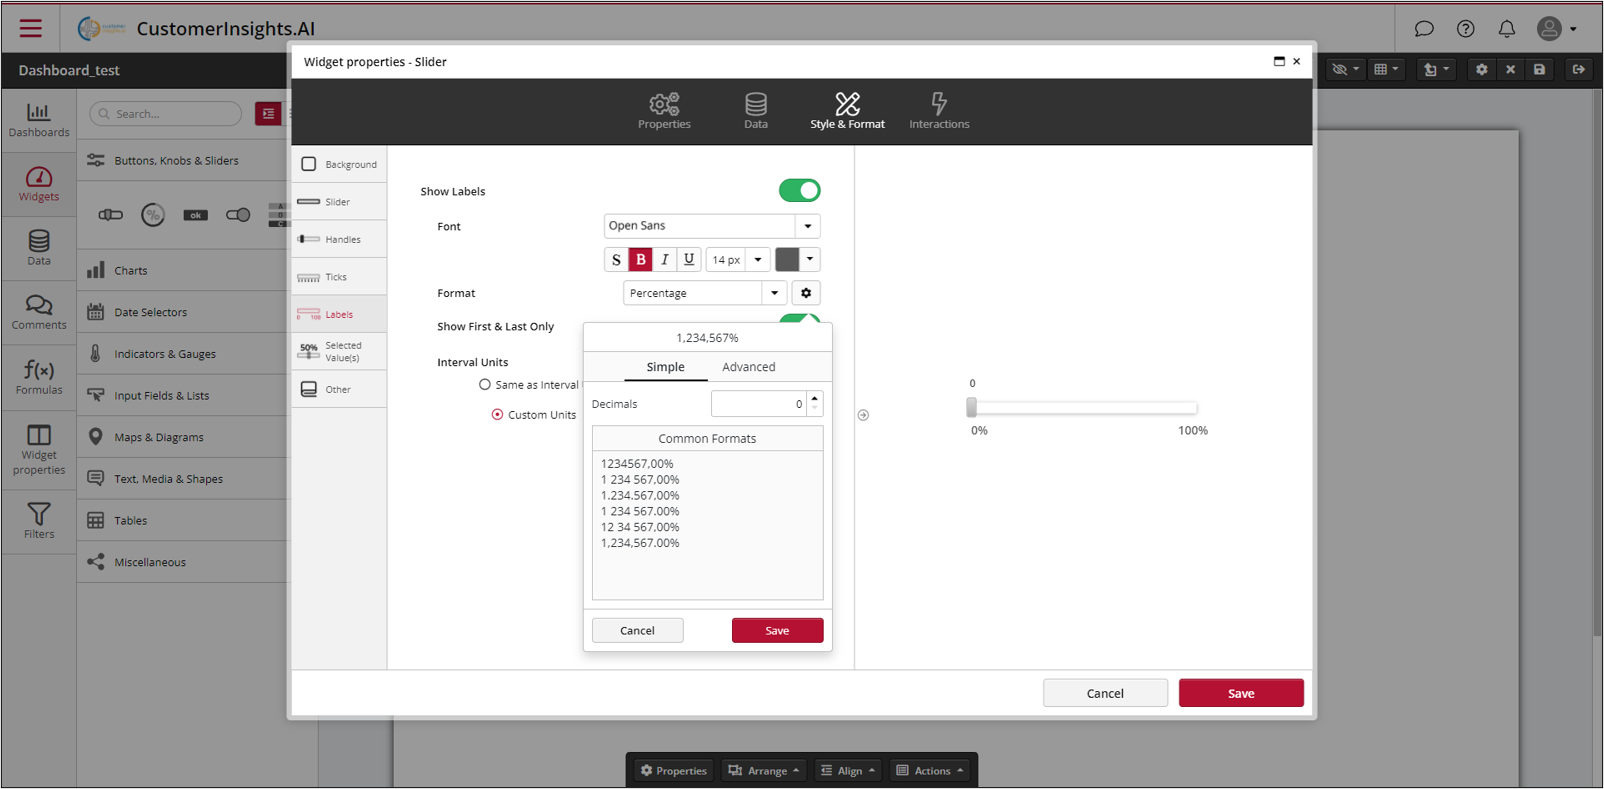 CustomerInsights.AI
Dashboard_test
Widget properties - Slider
Properties
Data
Style & Format
Interactions
Dashboards
Widgets
Data
Comments
f(x)
Formulas
Widget
properties
Filters
Search...
Buttons, Knobs & Sliders
%
ok
A
B
C
Charts
Date Selectors
Indicators & Gauges
Input Fields & Lists
Maps & Diagrams
Text, Media & Shapes
Tables
Miscellaneous
Background
Slider
Handles
Ticks
0 100
Labels
50%
Selected
Value(s)
Other
Show Labels
Font
Open Sans
S B I U 14 px
Format
Percentage
Show First & Last Only
Interval Units
Same as Interval
Custom Units
1,234,567%
Simple
Advanced
Decimals
0
Common Formats
1234567,00%
1 234 567,00%
1.234.567,00%
1 234 567.00%
12 34 567.00%
1,234,567.00%
Cancel
Save
0
0%
100%
Cancel
Save
Properties
Arrange
Align
Actions